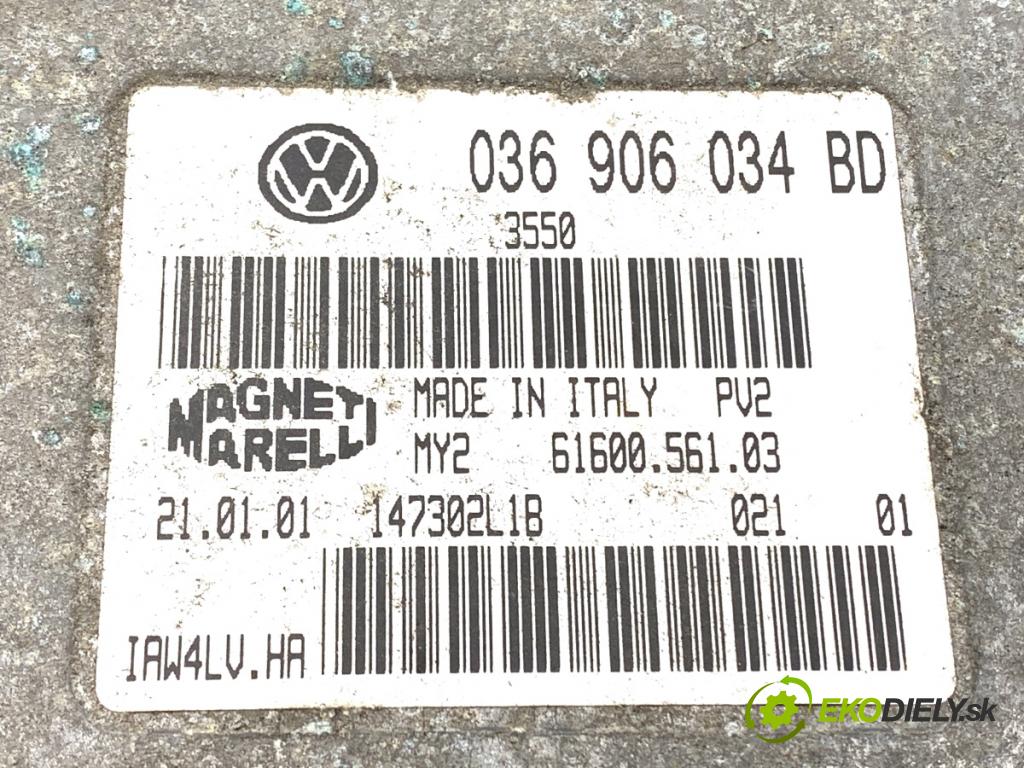 036 906 034 BD
3550
MAGNETI MARELLI
MADE IN ITALY PV2
MY2 61600.561.03
21.01.01 147302L1B 021 01
IAW4LV.HA
EKODIELY.sk